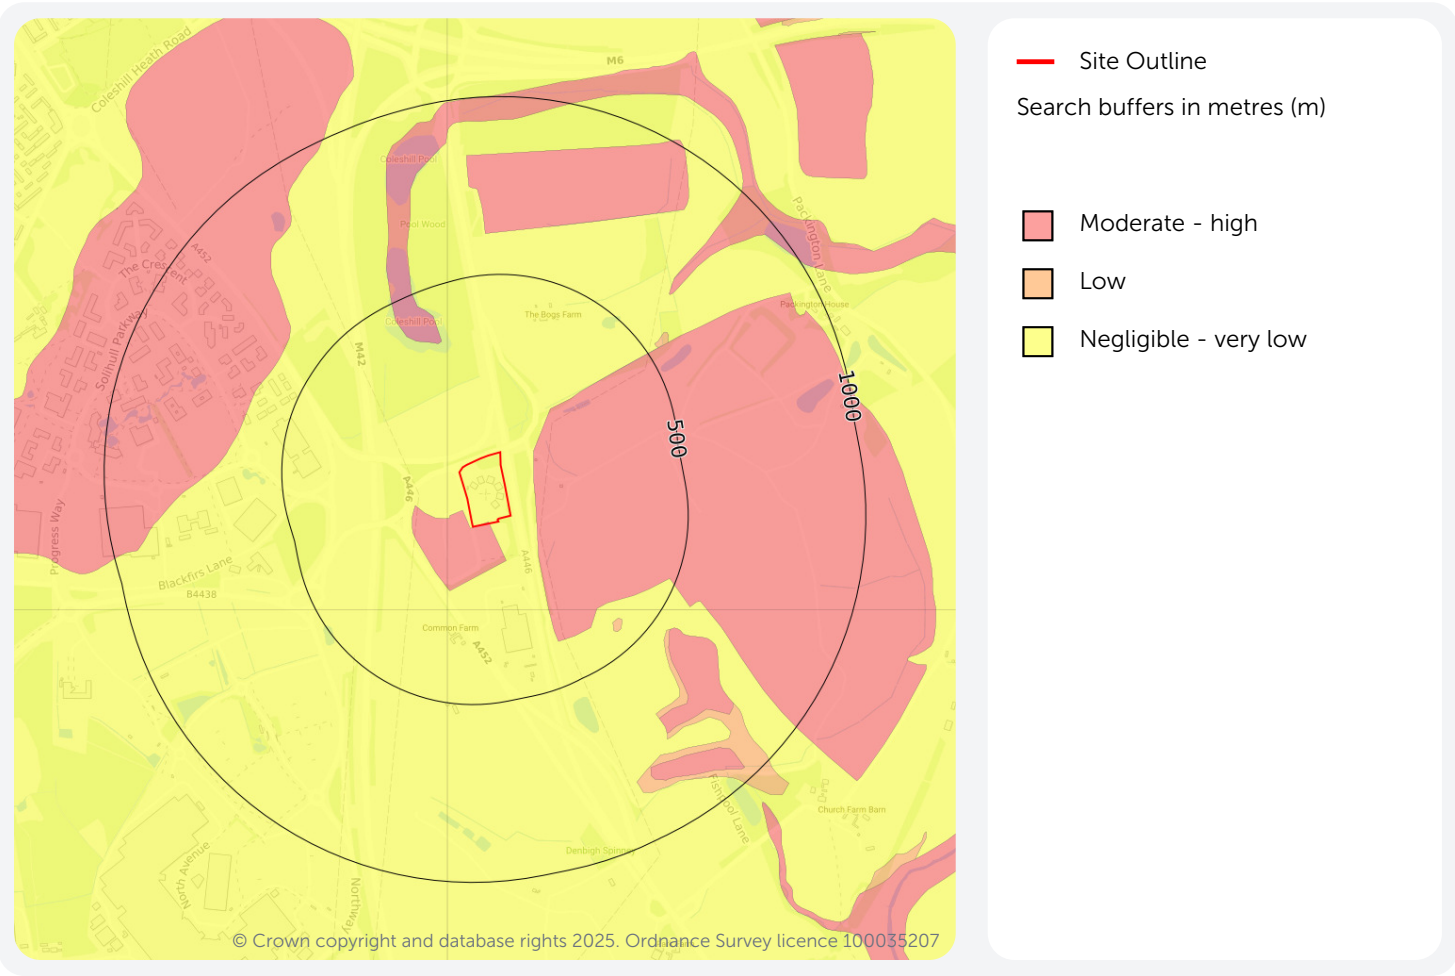 M6
Coleshill Heath Road
Coleshill Pool
Packington Lane
Pool Wood
A452
The Crescent
Packington House
Solihull Parkway
Coleshill Pool
The Bogs Farm
M42
1000
500
A446
Progress Way
A446
Blackfirs Lane
B4438
Common Farm
A452
Fishpool Lane
Church Farm Barn
Denbigh Spinney
North Avenue
Northway
© Crown copyright and database rights 2025. Ordnance Survey licence 100035207
Site Outline
Search buffers in metres (m)
Moderate - high
Low
Negligible - very low